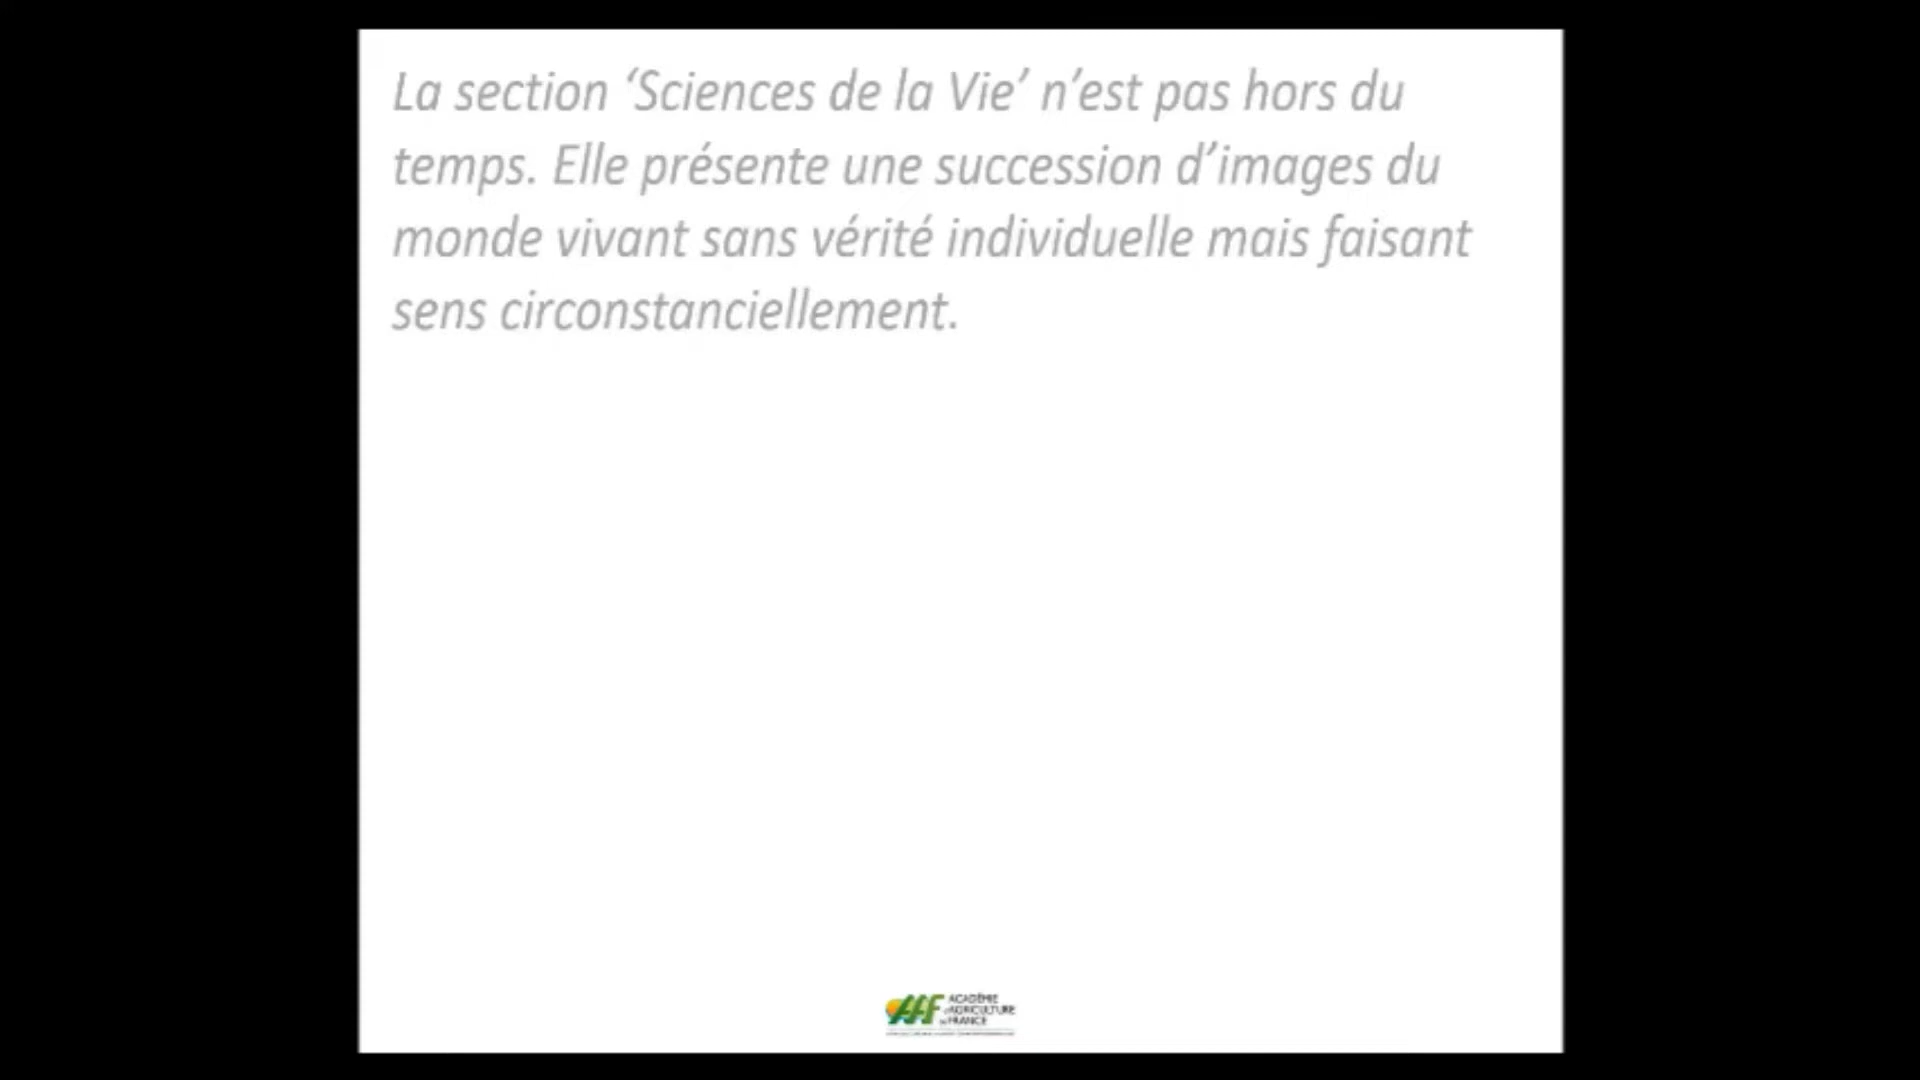 La section ‘Sciences de la Vie’ n’est pas hors du
temps. Elle présente une succession d’images du
monde vivant sans vérité individuelle mais faisant
sens circonstanciellement.
AAF ACADÉMIE
d'AGRICULTURE
DE FRANCE